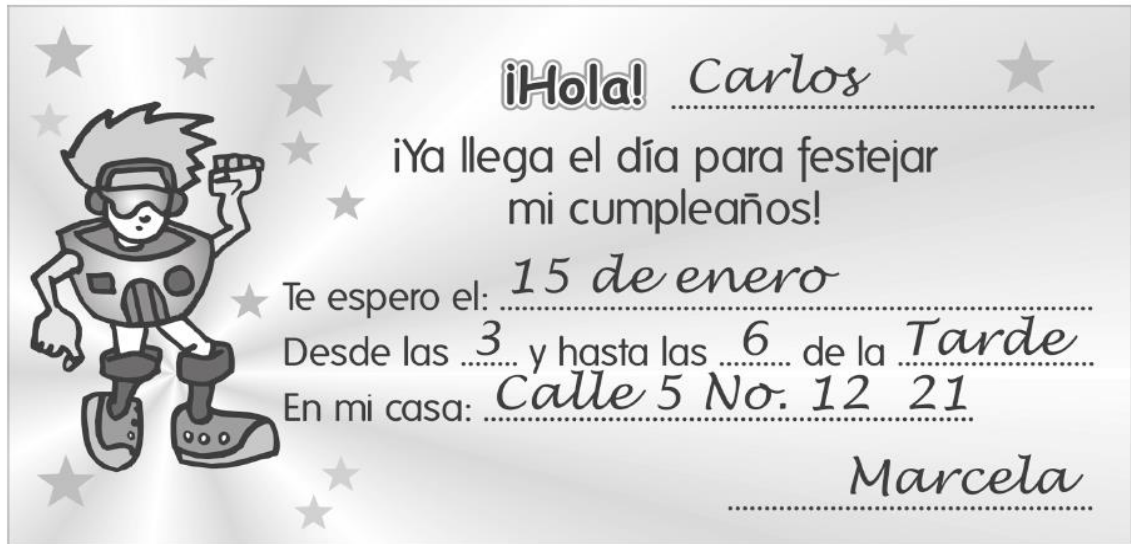 ¡Hola! Carlos
¡Ya llega el día para festejar
mi cumpleaños!
Te espero el: 15 de enero
Desde las 3 y hasta las 6 de la Tarde
En mi casa: Calle 5 No. 12 21
Marcela